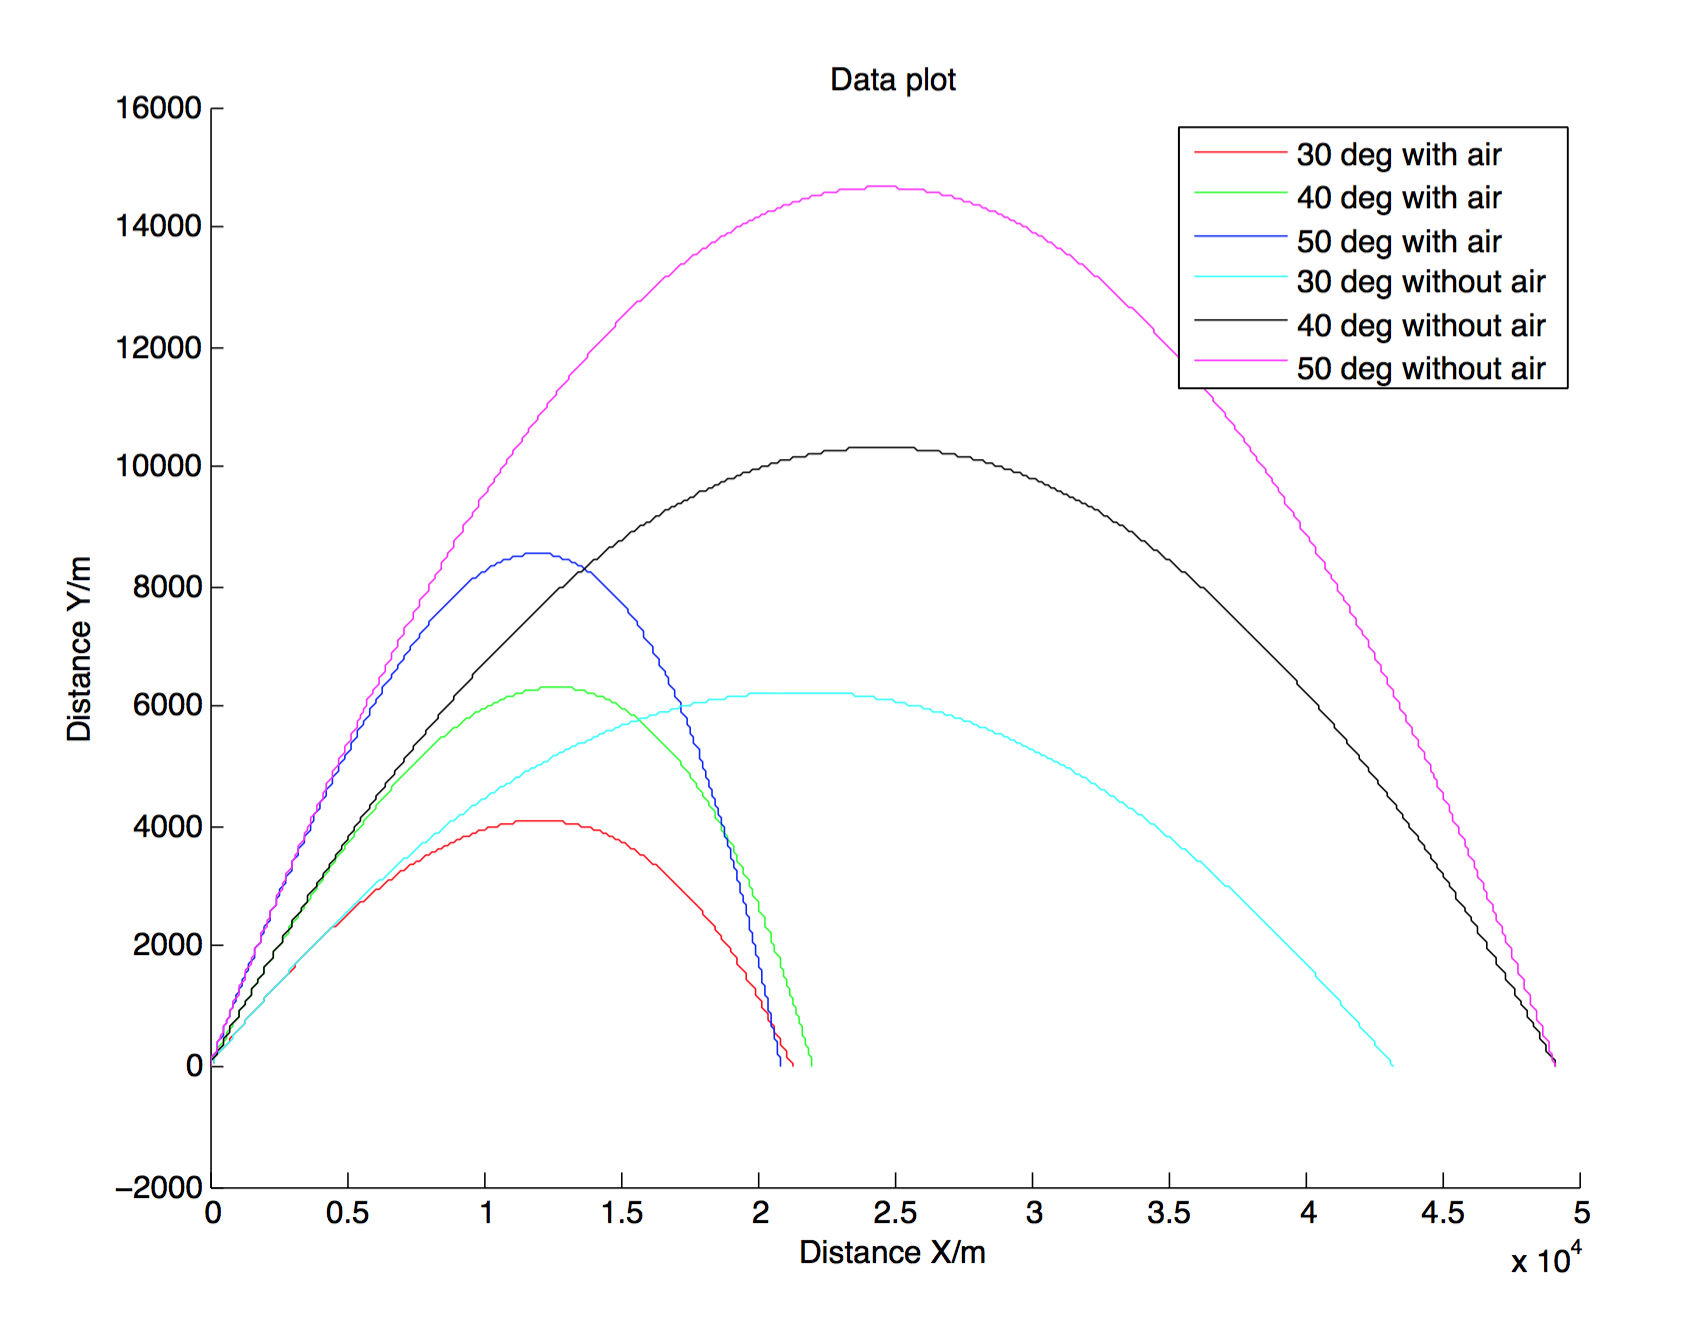 Data plot
16000
14000
12000
10000
8000
6000
4000
2000
0
−2000
Distance Y/m
30 deg with air
40 deg with air
50 deg with air
30 deg without air
40 deg without air
50 deg without air
0 0.5 1 1.5 2 2.5 3 3.5 4 4.5 5
Distance X/m
x 10⁴